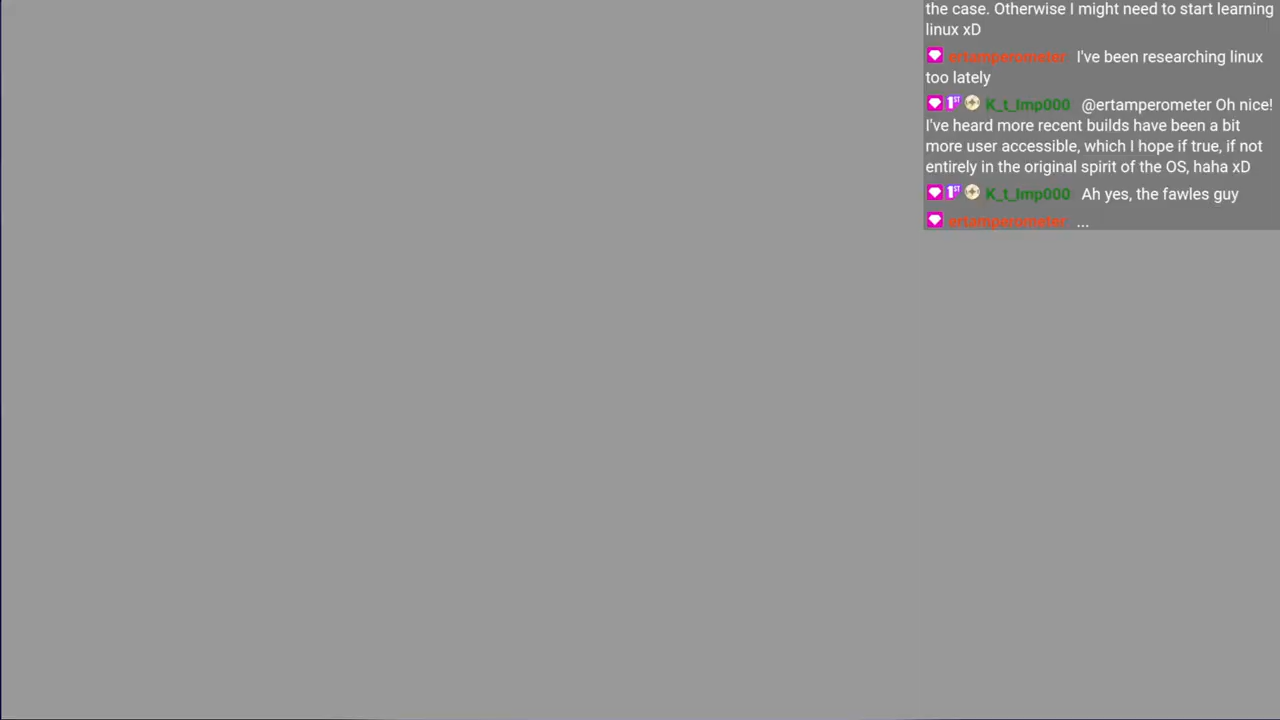 the case. Otherwise I might need to start learning
linux xD
ertamperometer I've been researching linux
too lately
1ST K_t_Imp000 @ertamperometer Oh nice!
I've heard more recent builds have been a bit
more user accessible, which I hope if true, if not
entirely in the original spirit of the OS, haha xD
1ST K_t_Imp000 Ah yes, the fawles guy
ertamperometer ...